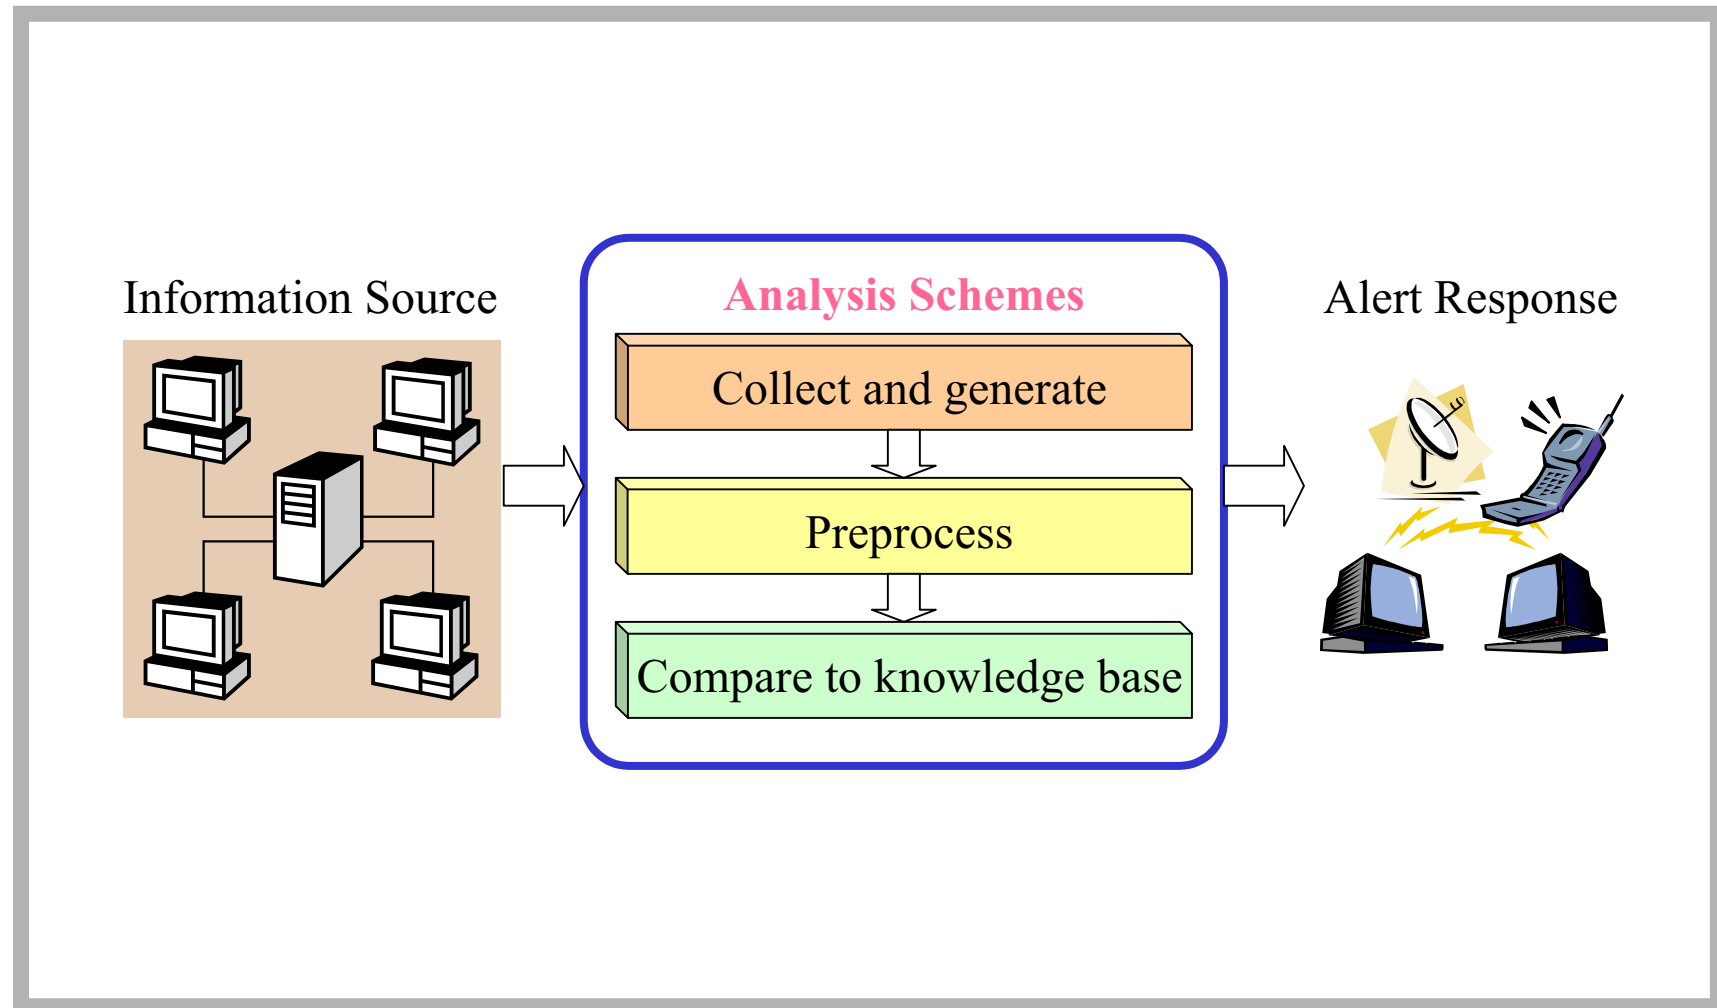 Information Source
Analysis Schemes
Collect and generate
Preprocess
Compare to knowledge base
Alert Response